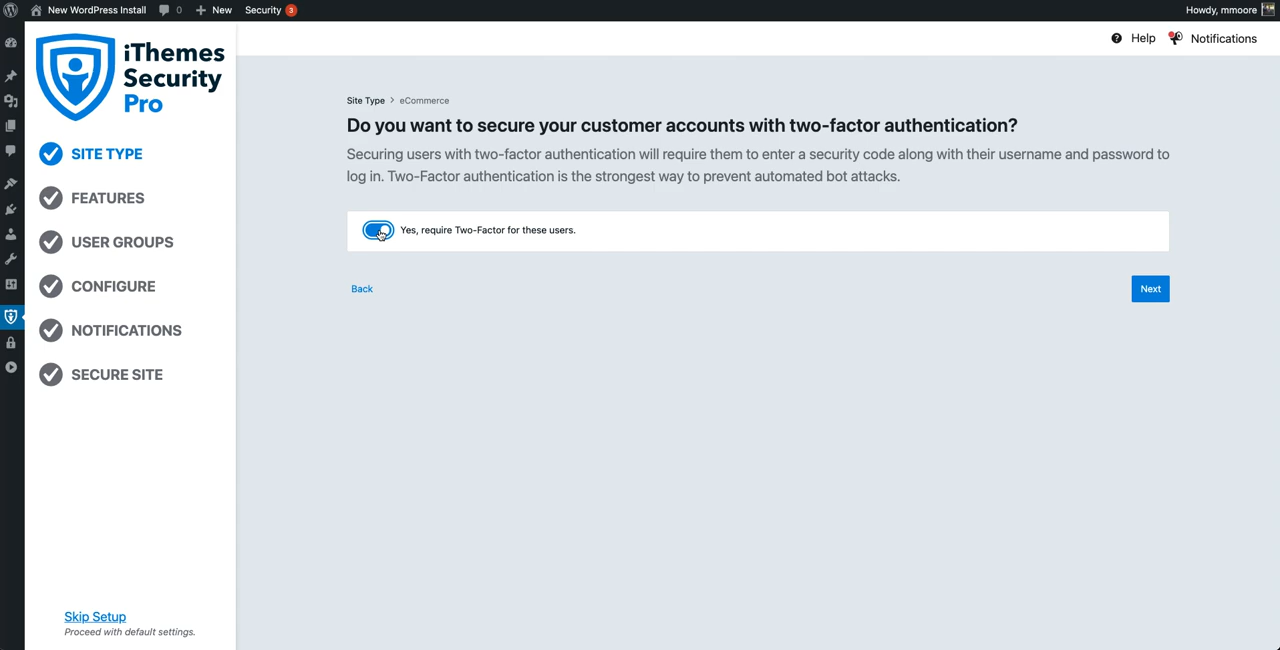 New WordPress Install 0 New Security 3 Howdy, mmoore
iThemes
Security
Pro
Help Notifications
SITE TYPE
FEATURES
USER GROUPS
CONFIGURE
NOTIFICATIONS
SECURE SITE
Skip Setup
Proceed with default settings.
Site Type > eCommerce
Do you want to secure your customer accounts with two-factor authentication?
Securing users with two-factor authentication will require them to enter a security code along with their username and password to
log in. Two-Factor authentication is the strongest way to prevent automated bot attacks.
Yes, require Two-Factor for these users.
Back Next